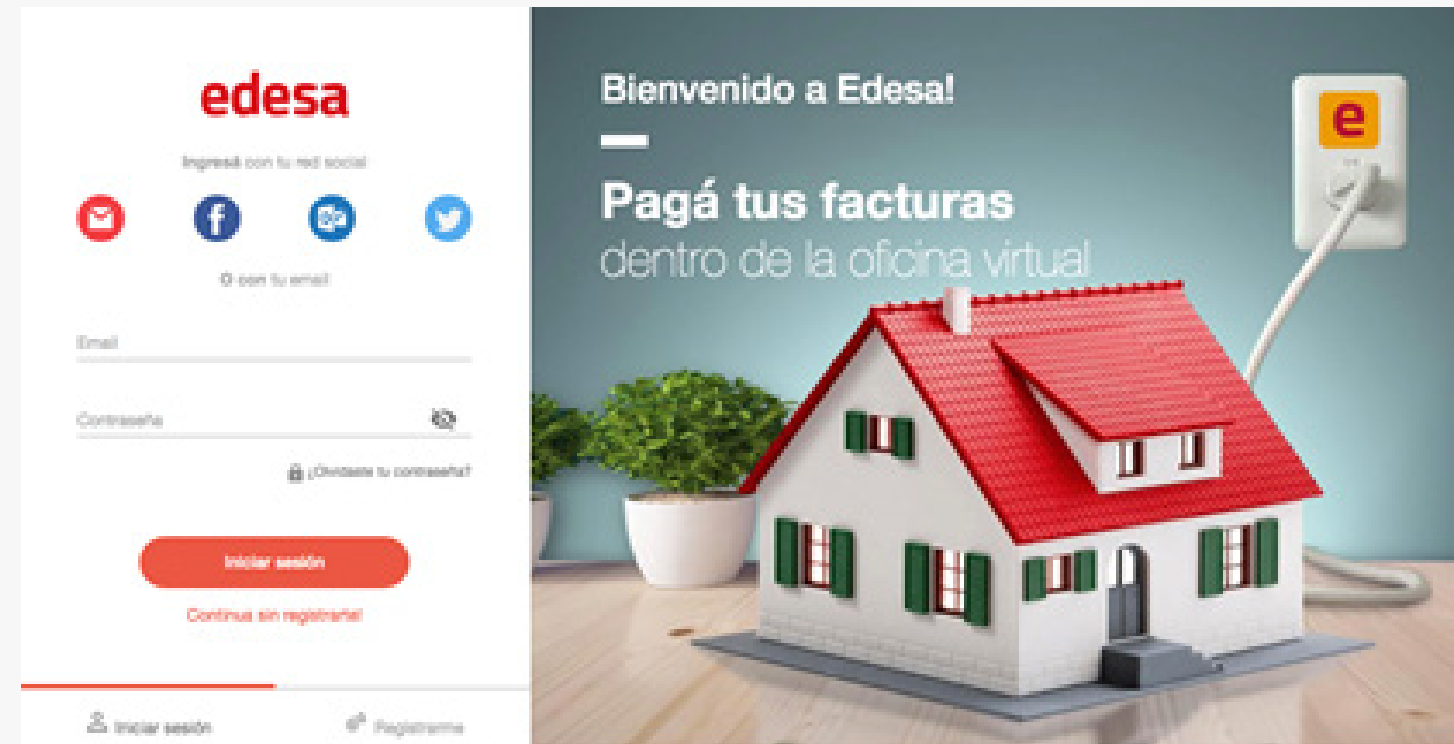 edesa
Ingresá con tu red social
O con tu email
Email
Contraseña
¿Olvidaste tu contraseña?
Iniciar sesión
Continua sin registrarte!
Iniciar sesión
Registrarme
Bienvenido a Edesa!
Pagá tus facturas
dentro de la oficina virtual
e